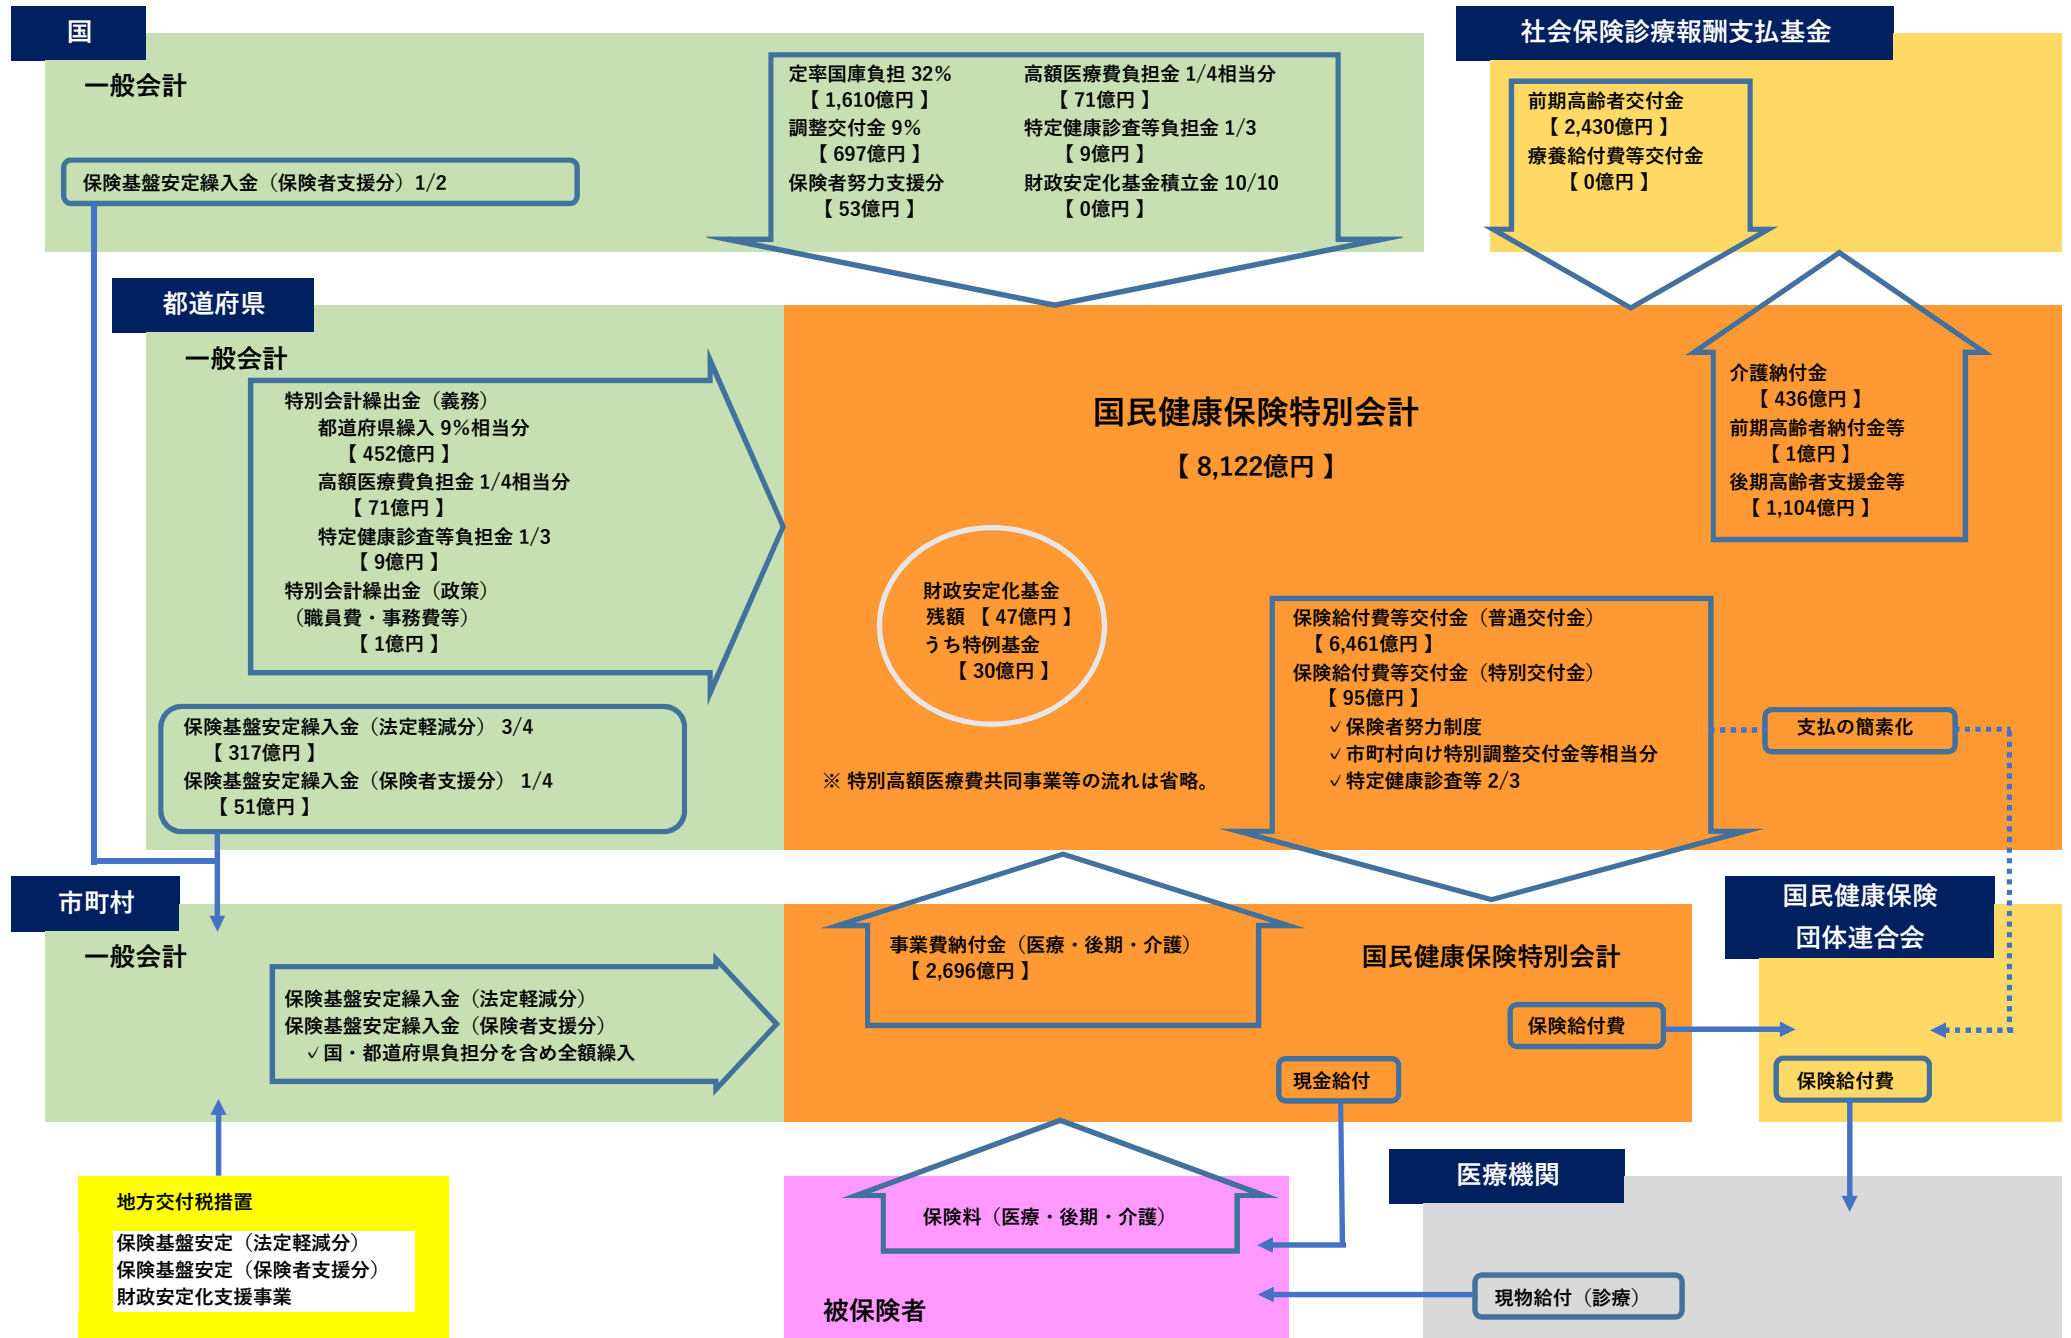 国
一般会計
保険基盤安定繰入金（保険者支援分）1/2
定率国庫負担 32%
【 1,610億円 】
調整交付金 9%
【 697億円 】
保険者努力支援分
【 53億円 】
高額医療費負担金 1/4相当分
【 71億円 】
特定健康診査等負担金 1/3
【 9億円 】
財政安定化基金積立金 10/10
【 0億円 】
社会保険診療報酬支払基金
前期高齢者交付金
【 2,430億円 】
療養給付費等交付金
【 0億円 】
都道府県
一般会計
特別会計繰出金（義務）
都道府県繰入 9%相当分
【 452億円 】
高額医療費負担金 1/4相当分
【 71億円 】
特定健康診査等負担金 1/3
【 9億円 】
特別会計繰出金（政策）
（職員費・事務費等）
【 1億円 】
保険基盤安定繰入金（法定軽減分） 3/4
【 317億円 】
保険基盤安定繰入金（保険者支援分） 1/4
【 51億円 】
国民健康保険特別会計
【 8,122億円 】
財政安定化基金
残額 【 47億円 】
うち特例基金
【 30億円 】
※ 特別高額医療費共同事業等の流れは省略。
介護納付金
【 436億円 】
前期高齢者納付金等
【 1億円 】
後期高齢者支援金等
【 1,104億円 】
保険給付費等交付金（普通交付金）
【 6,461億円 】
保険給付費等交付金（特別交付金）
【 95億円 】
✓保険者努力制度
✓市町村向け特別調整交付金等相当分
✓特定健康診査等 2/3
支払の簡素化
市町村
一般会計
保険基盤安定繰入金（法定軽減分）
保険基盤安定繰入金（保険者支援分）
✓国・都道府県負担分を含め全額繰入
事業費納付金（医療・後期・介護）
【 2,696億円 】
国民健康保険特別会計
保険給付費
現金給付
国民健康保険
団体連合会
保険給付費
地方交付税措置
保険基盤安定（法定軽減分）
保険基盤安定（保険者支援分）
財政安定化支援事業
保険料（医療・後期・介護）
被保険者
医療機関
現物給付（診療）